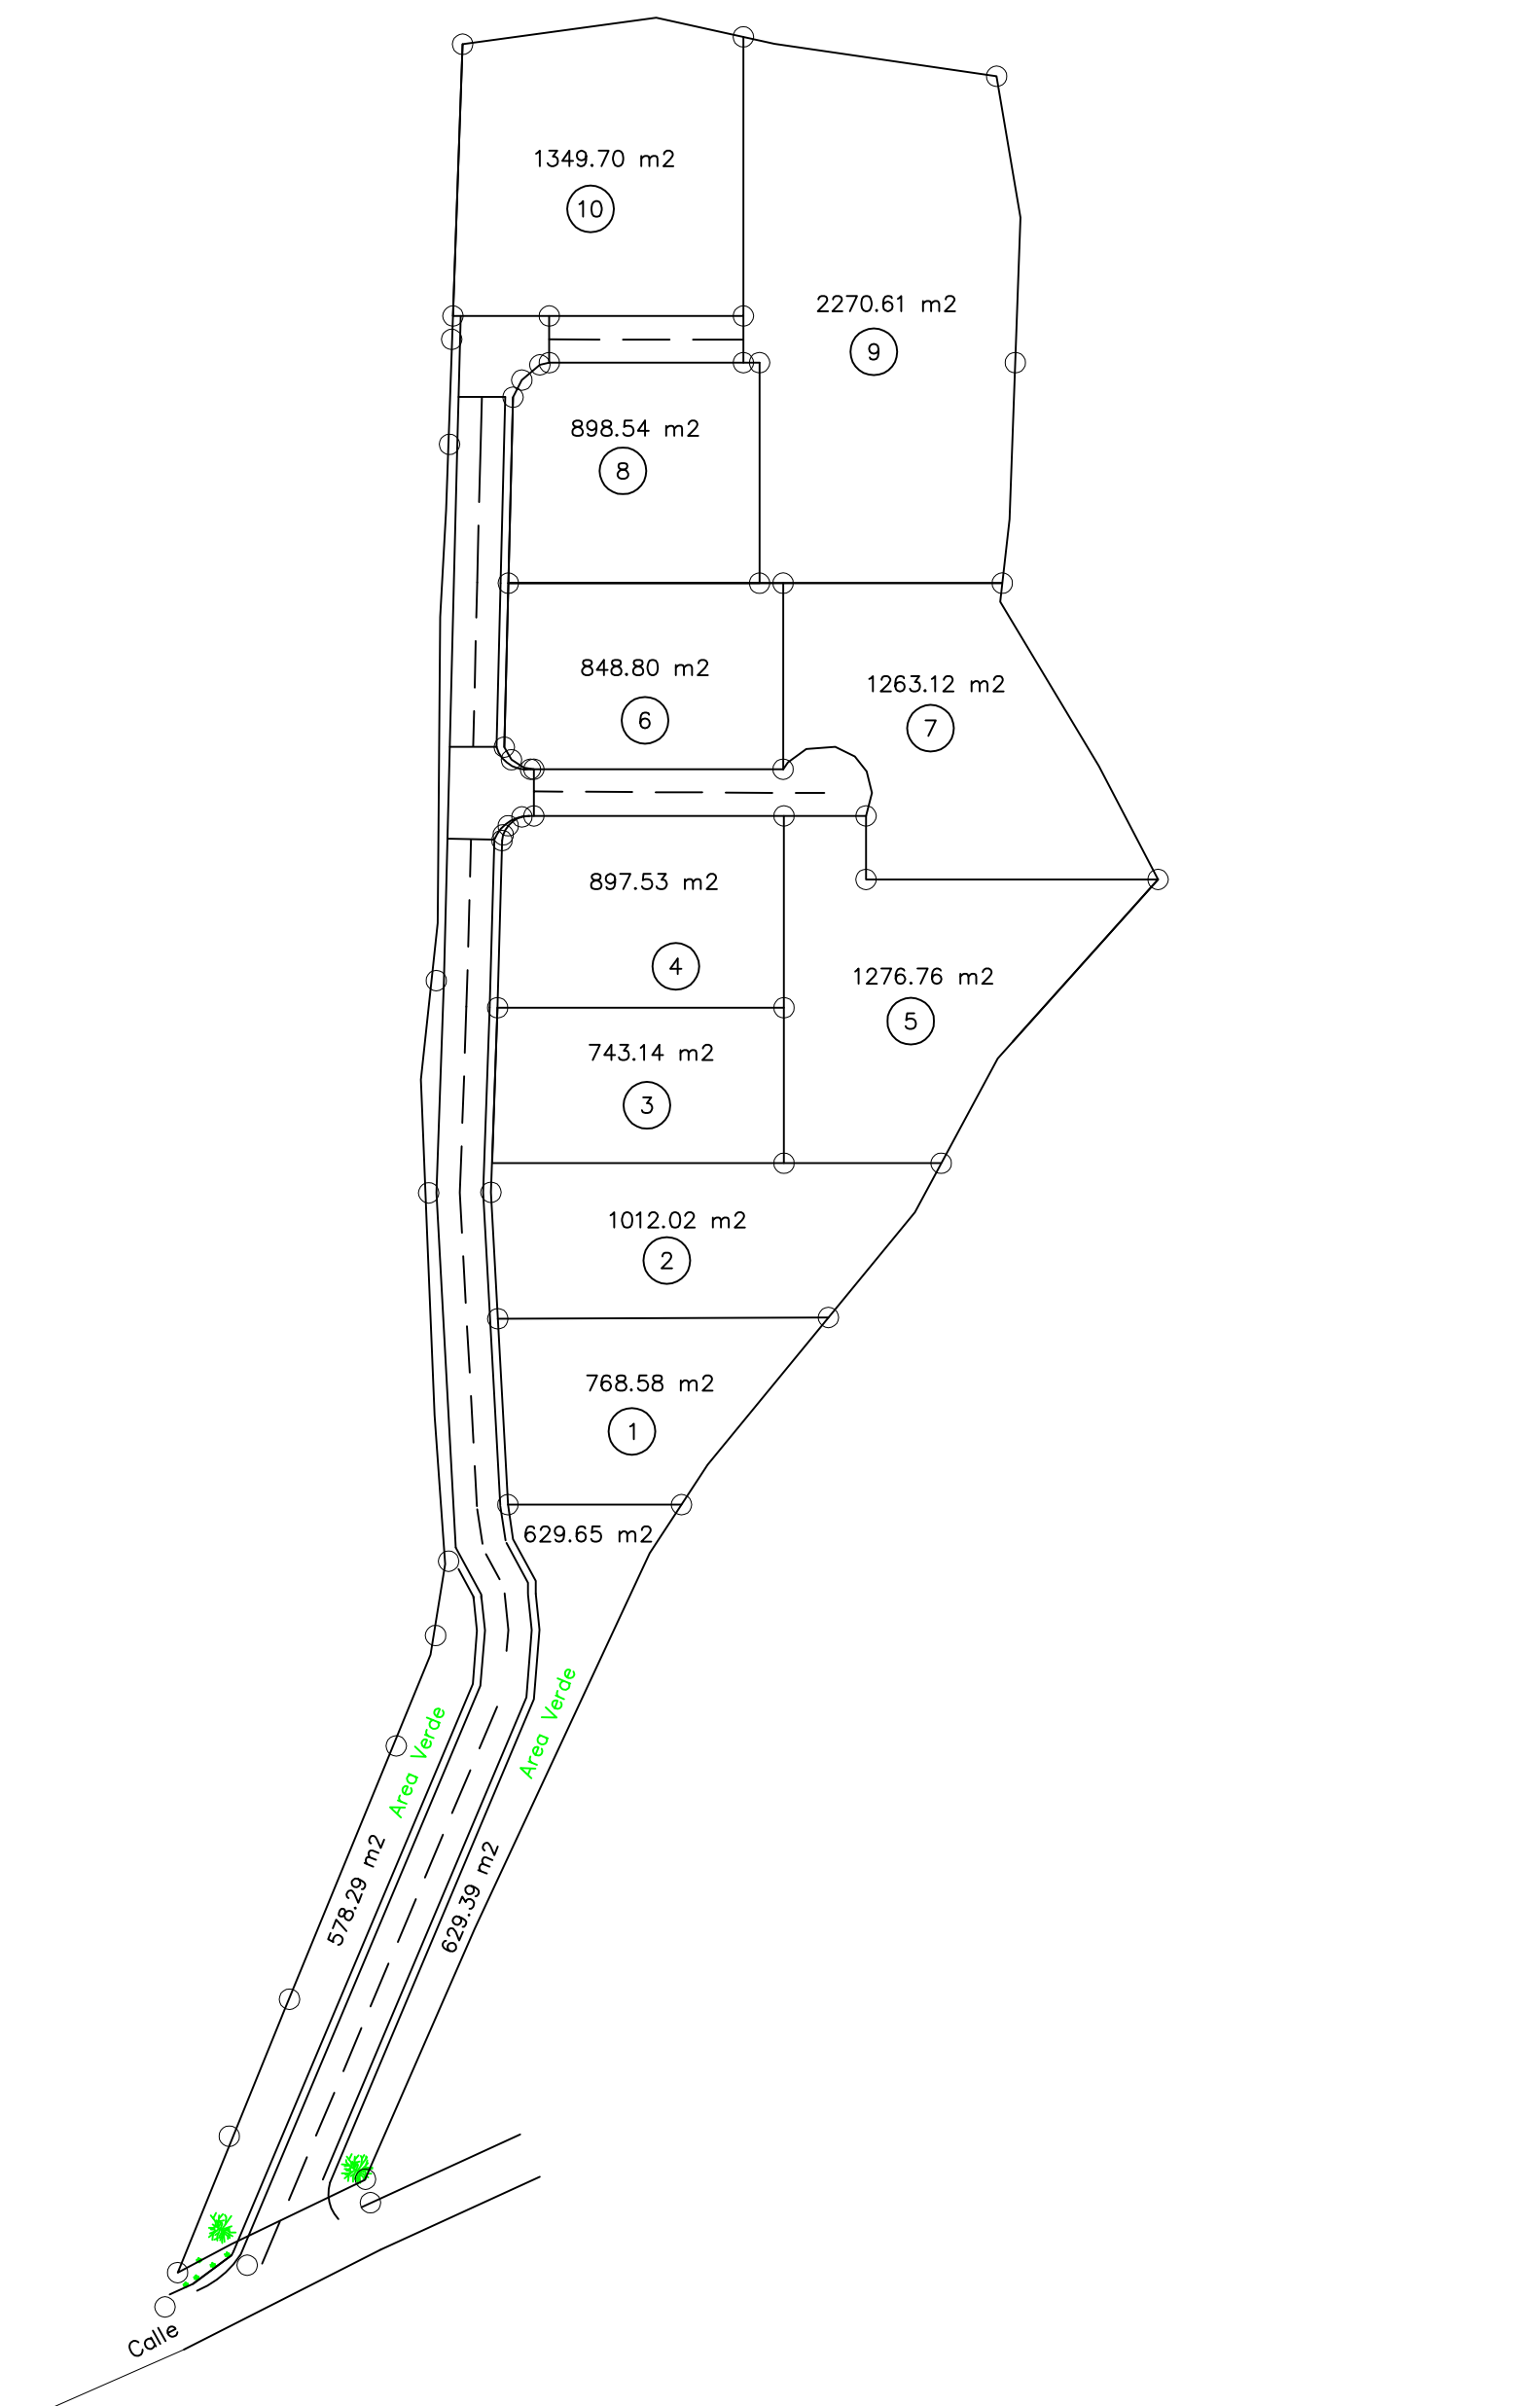 1349.70 m2
10
2270.61 m2
9
898.54 m2
8
848.80 m2
6
1263.12 m2
7
897.53 m2
4
1276.76 m2
5
743.14 m2
3
1012.02 m2
2
768.58 m2
1
629.65 m2
Area Verde
Area Verde
578.29 m2
629.39 m2
Calle